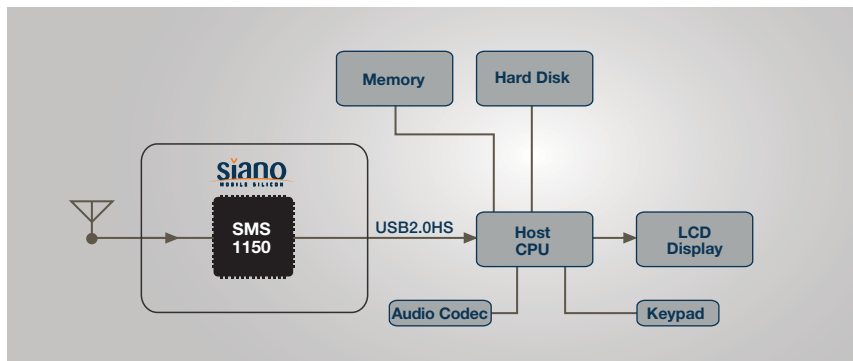 Memory
Hard Disk
siano
MOBILE SILICON
SMS
1150
USB2.0HS
Host
CPU
LCD
Display
Audio Codec
Keypad